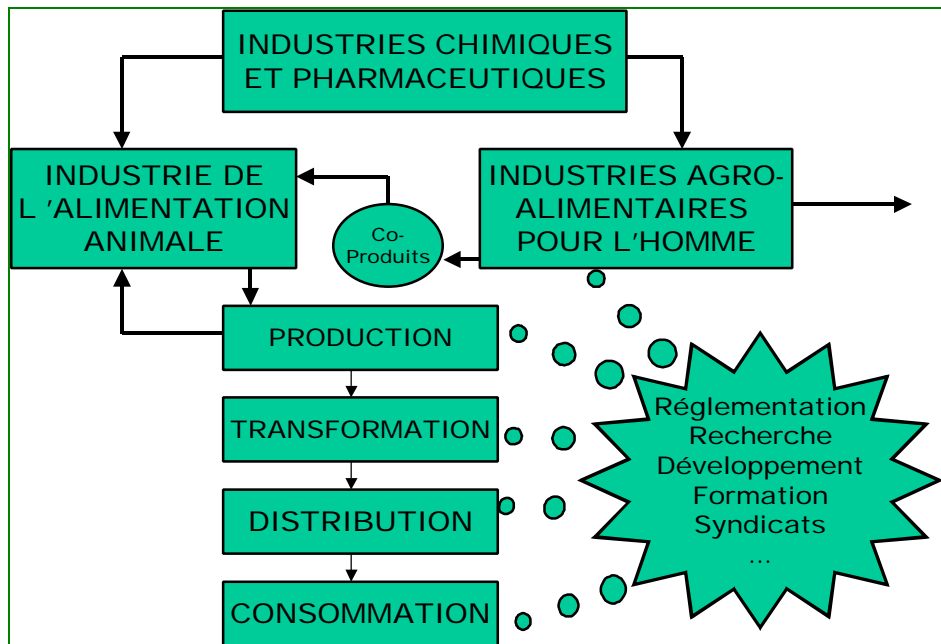 INDUSTRIES CHIMIQUES
ET PHARMACEUTIQUES
INDUSTRIE DE
L 'ALIMENTATION
ANIMALE
INDUSTRIES AGRO-
ALIMENTAIRES
POUR L'HOMME
Co-
Produits
PRODUCTION
TRANSFORMATION
DISTRIBUTION
CONSOMMATION
Réglementation
Recherche
Développement
Formation
Syndicats
...